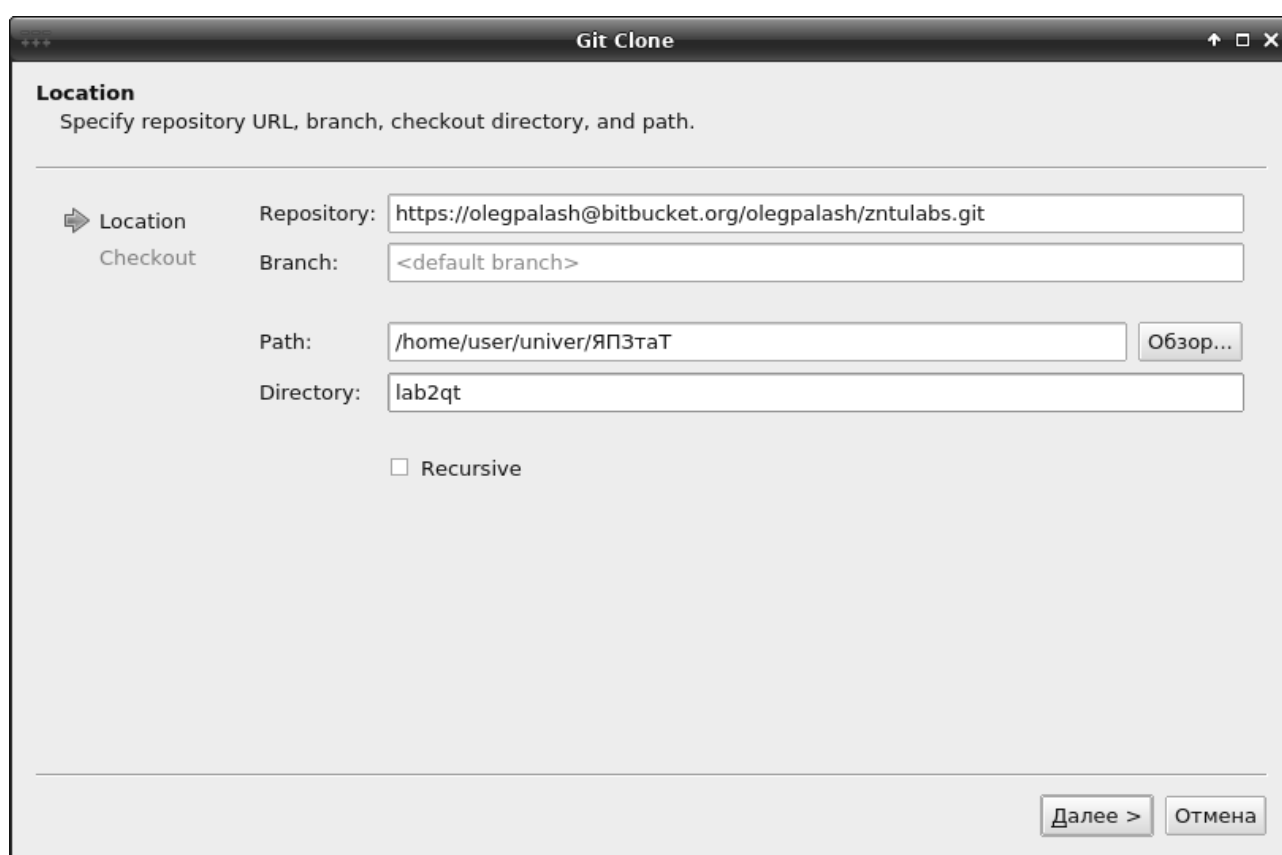 Git Clone
Location
Specify repository URL, branch, checkout directory, and path.
Location
Checkout
Repository: https://olegpalash@bitbucket.org/olegpalash/zntulabs.git
Branch: <default branch>
Path: /home/user/univer/ЯПЗтаТ Обзор...
Directory: lab2qt
Recursive
Далее > Отмена